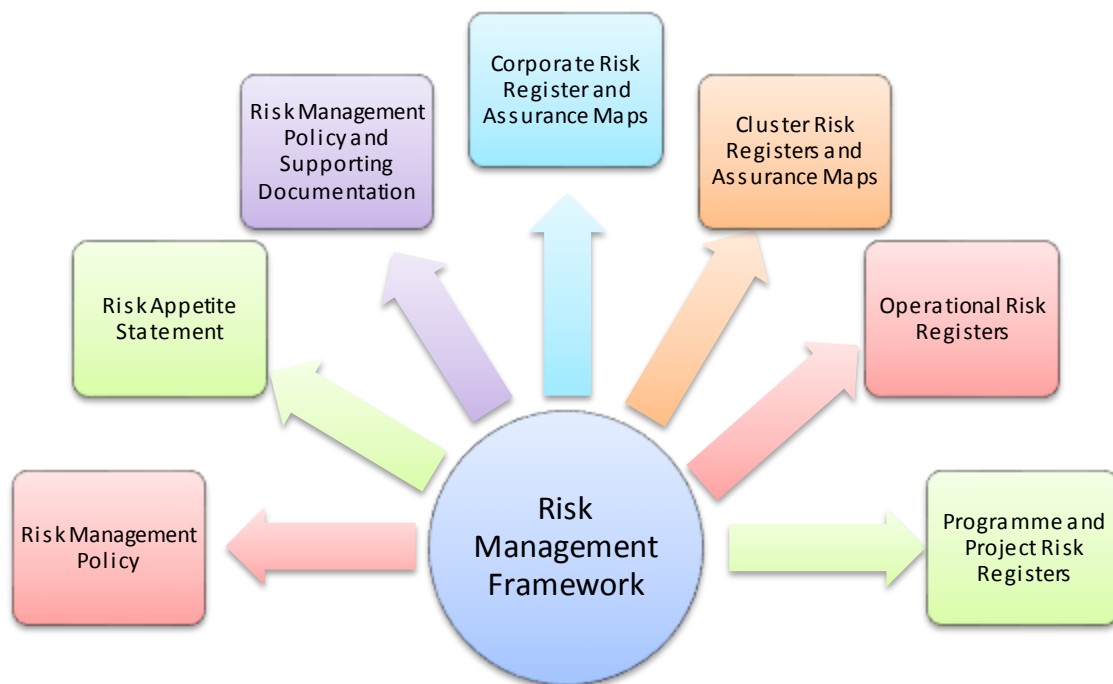 Corporate Risk
Register and
Assurance Maps
Risk Management
Policy and
Supporting
Documentation
Cluster Risk
Registers and
Assurance Maps
Risk Appetite
Statement
Operational Risk
Registers
Risk Management
Policy
Risk
Management
Framework
Programme and
Project Risk
Registers